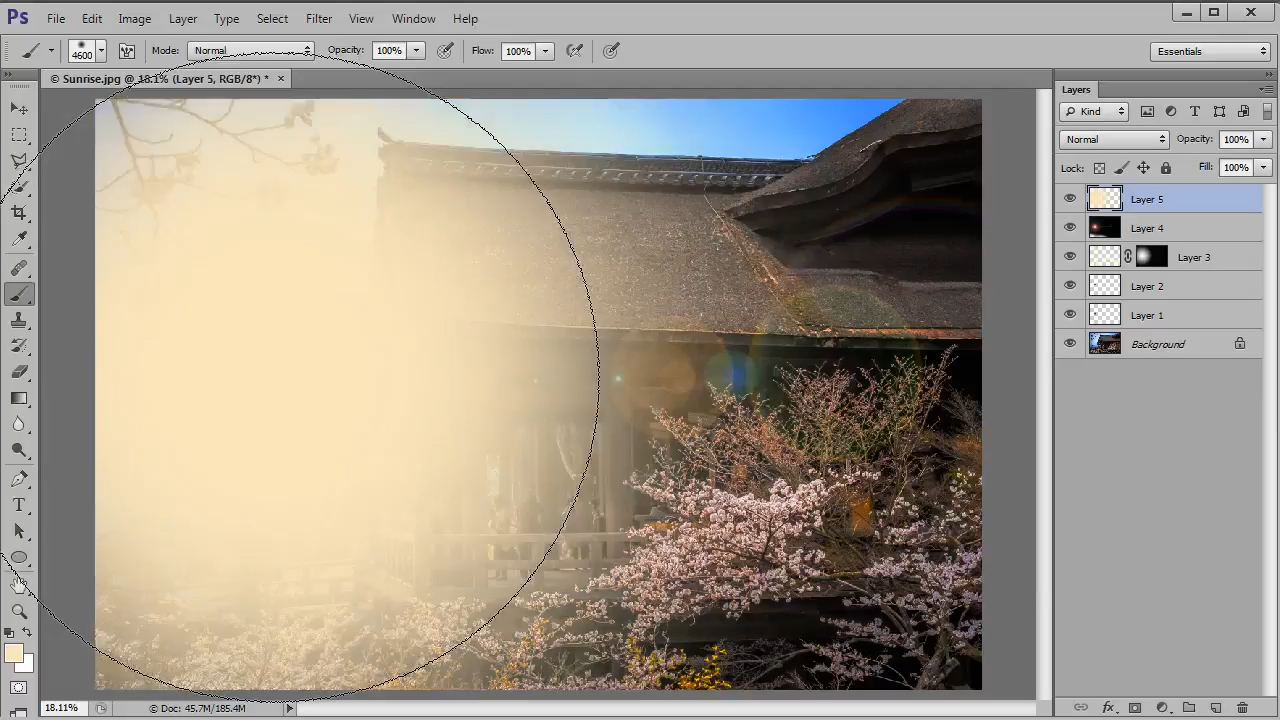 Ps File Edit Image Layer Type Select Filter View Window Help
4600 Mode: Normal Opacity: 100% Flow: 100% Essentials
© Sunrise.jpg @ 18.1% (Layer 5, RGB/8*) * ×
Layers
Kind
Normal Opacity: 100%
Lock: Fill: 100%
Layer 5
Layer 4
Layer 3
Layer 2
Layer 1
Background
18.11% © Doc: 45.7M/185.4M
fx